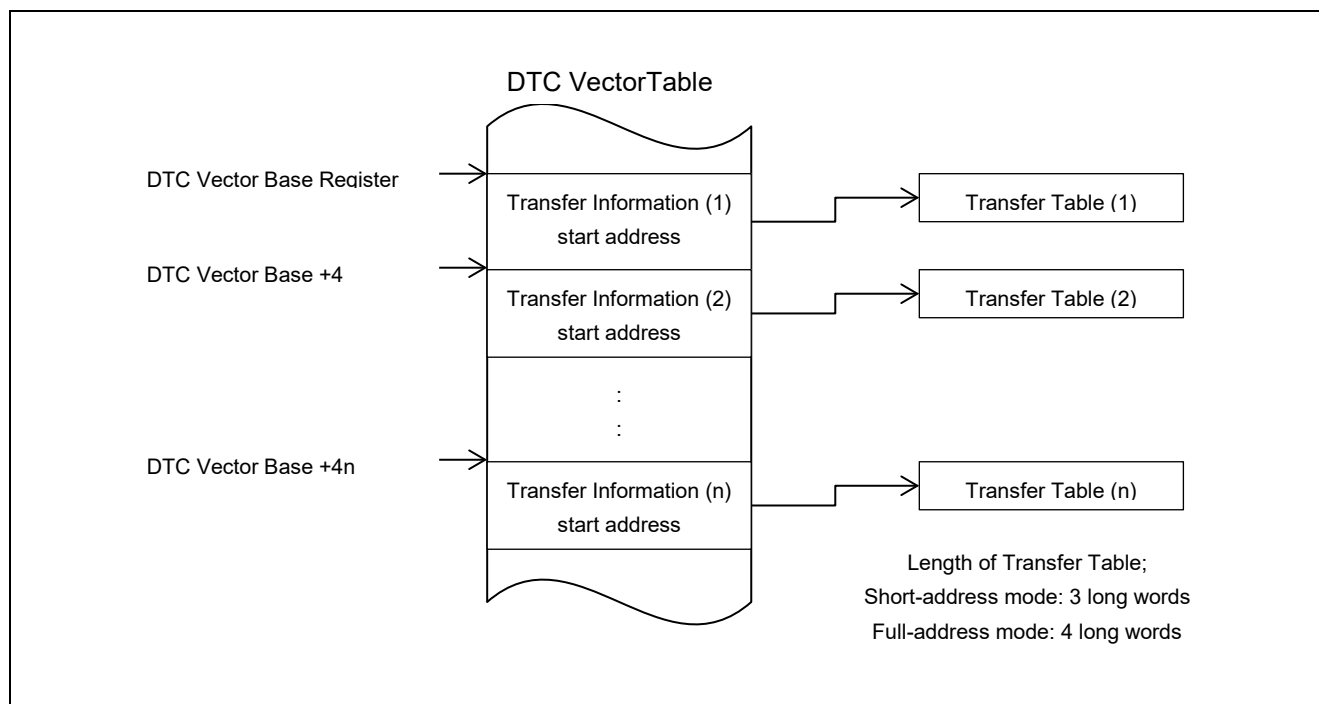 DTC VectorTable
DTC Vector Base Register
Transfer Information (1)
start address
Transfer Table (1)
DTC Vector Base +4
Transfer Information (2)
start address
Transfer Table (2)
:
:
DTC Vector Base +4n
Transfer Information (n)
start address
Transfer Table (n)
Length of Transfer Table;
Short-address mode: 3 long words
Full-address mode: 4 long words